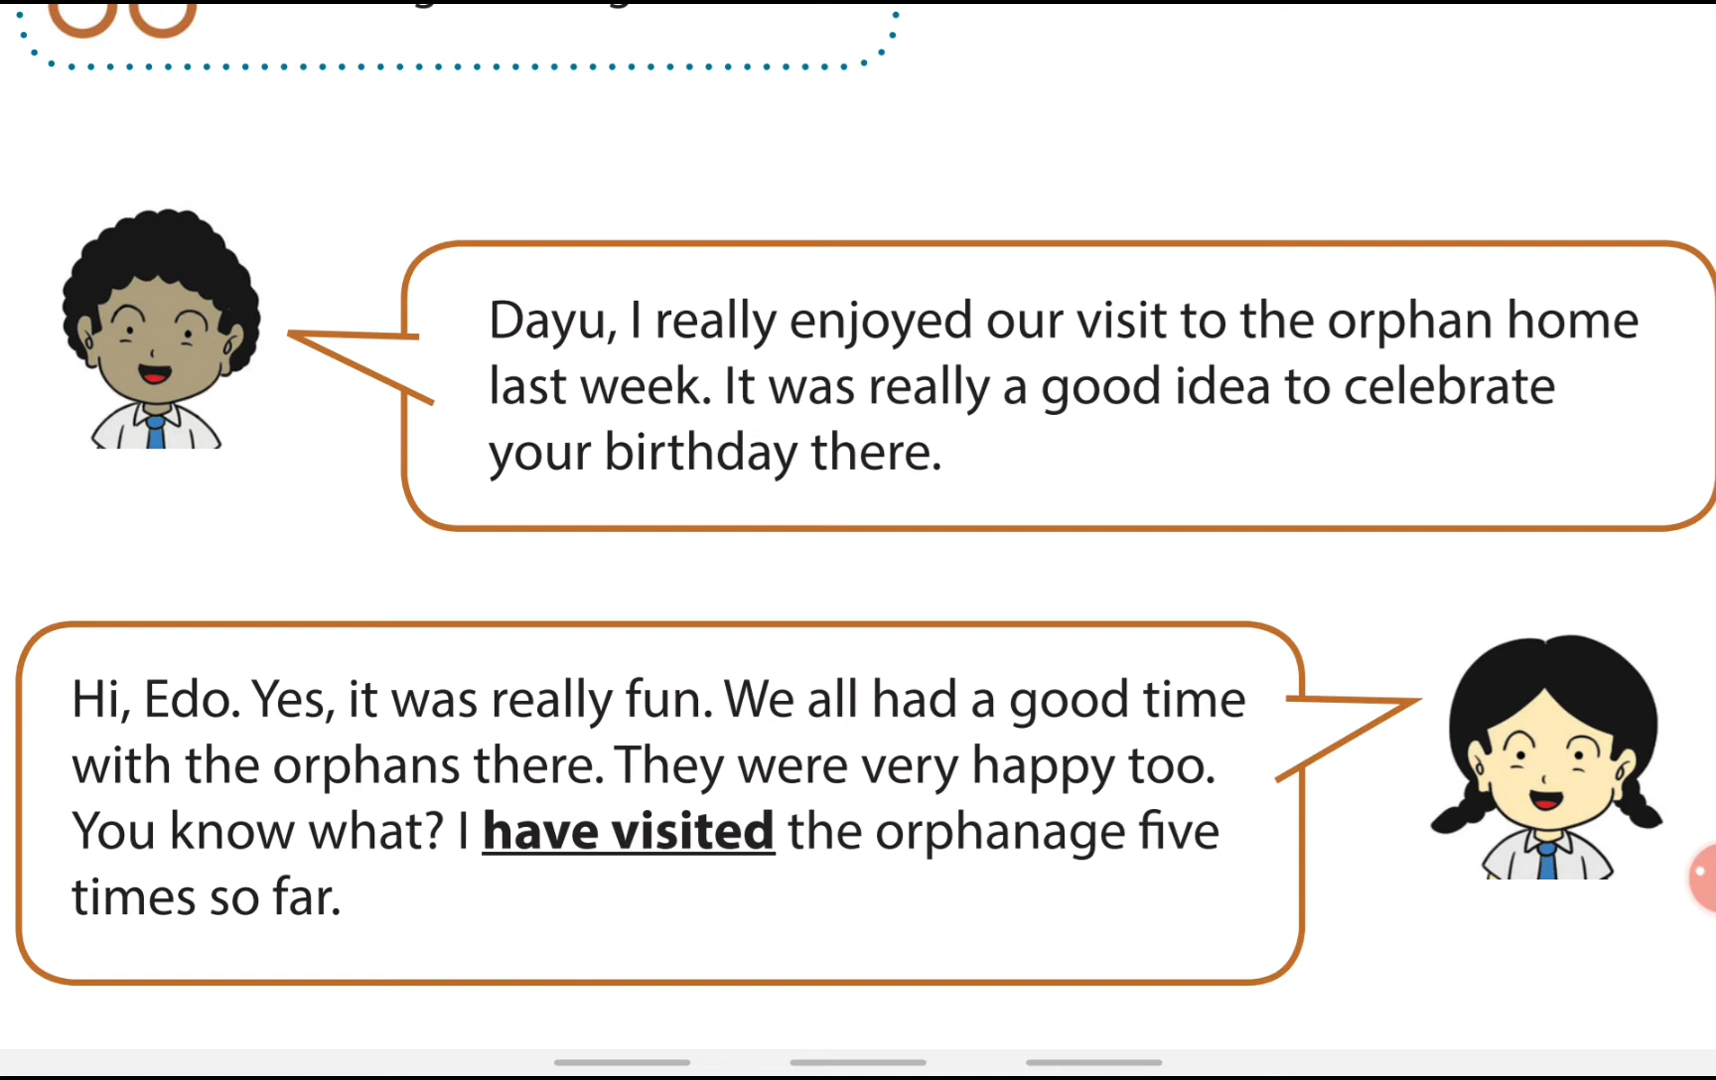 Dayu, I really enjoyed our visit to the orphan home
last week. It was really a good idea to celebrate
your birthday there.
Hi, Edo. Yes, it was really fun. We all had a good time
with the orphans there. They were very happy too.
You know what? I have visited the orphanage five
times so far.